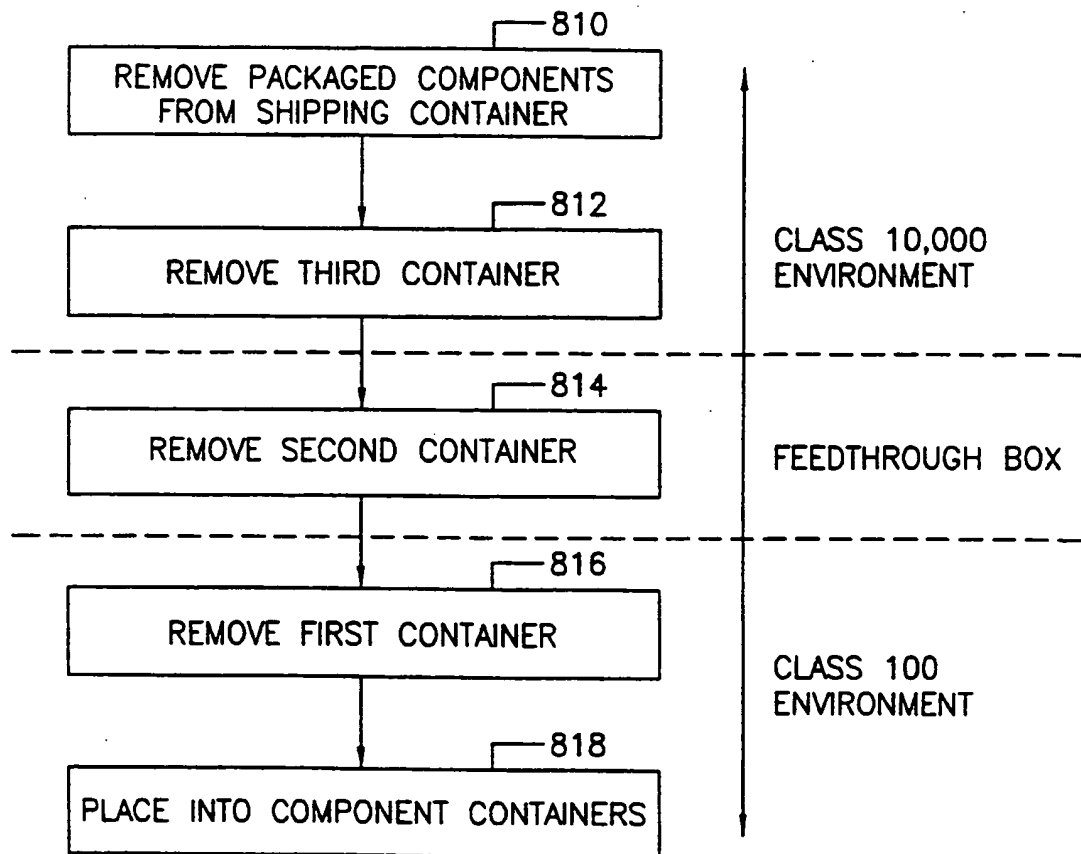 810
REMOVE PACKAGED COMPONENTS
FROM SHIPPING CONTAINER
812
REMOVE THIRD CONTAINER
CLASS 10,000
ENVIRONMENT
814
REMOVE SECOND CONTAINER
FEEDTHROUGH BOX
816
REMOVE FIRST CONTAINER
CLASS 100
ENVIRONMENT
818
PLACE INTO COMPONENT CONTAINERS